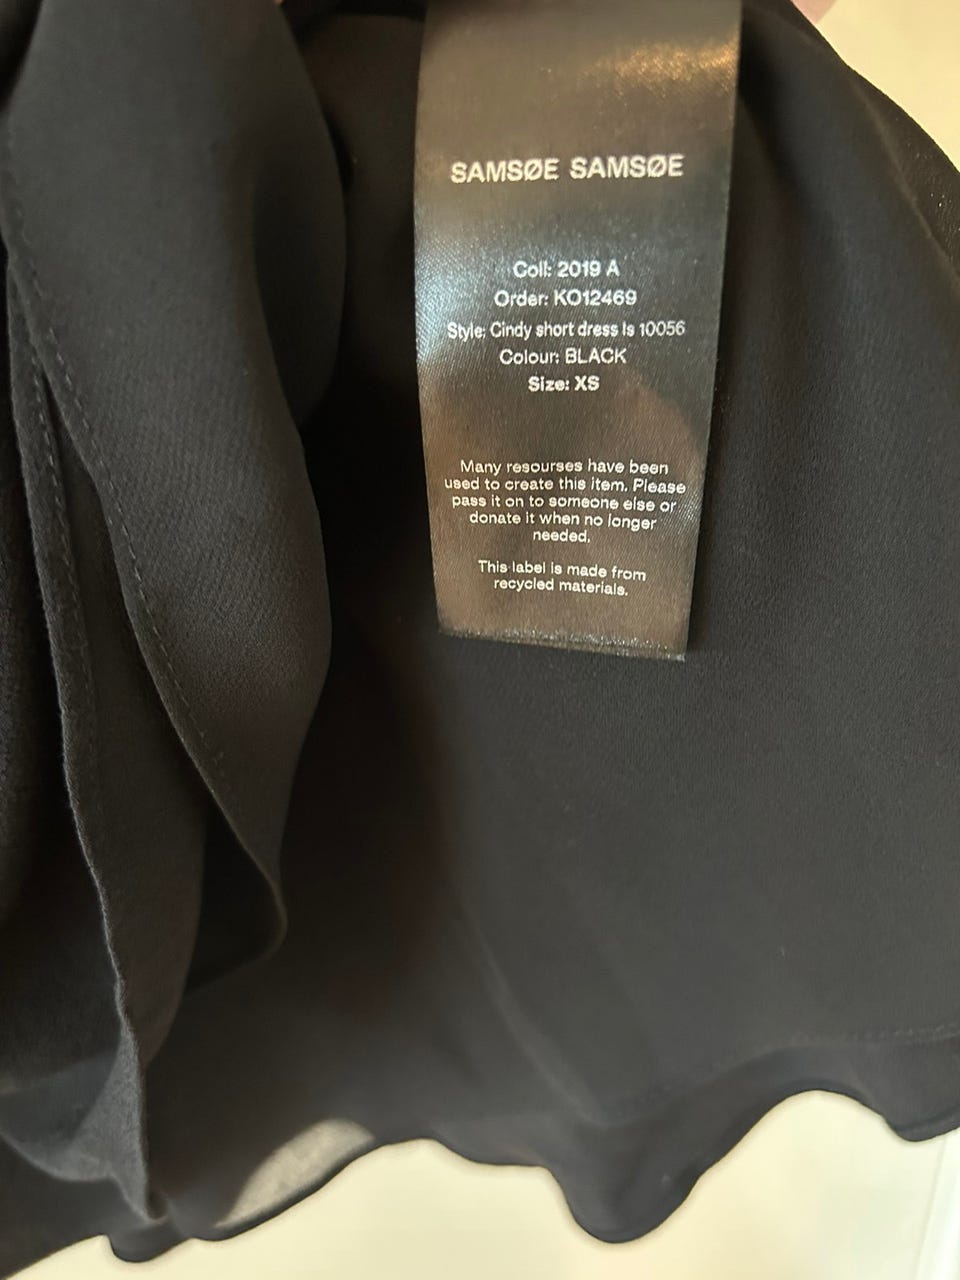 SAMSØE SAMSØE
Coll: 2019 A
Order: KO12469
Style: Cindy short dress ls 10056
Colour: BLACK
Size: XS
Many resourses have been
used to create this item. Please
pass it on to someone else or
donate it when no longer
needed.
This label is made from
recycled materials.